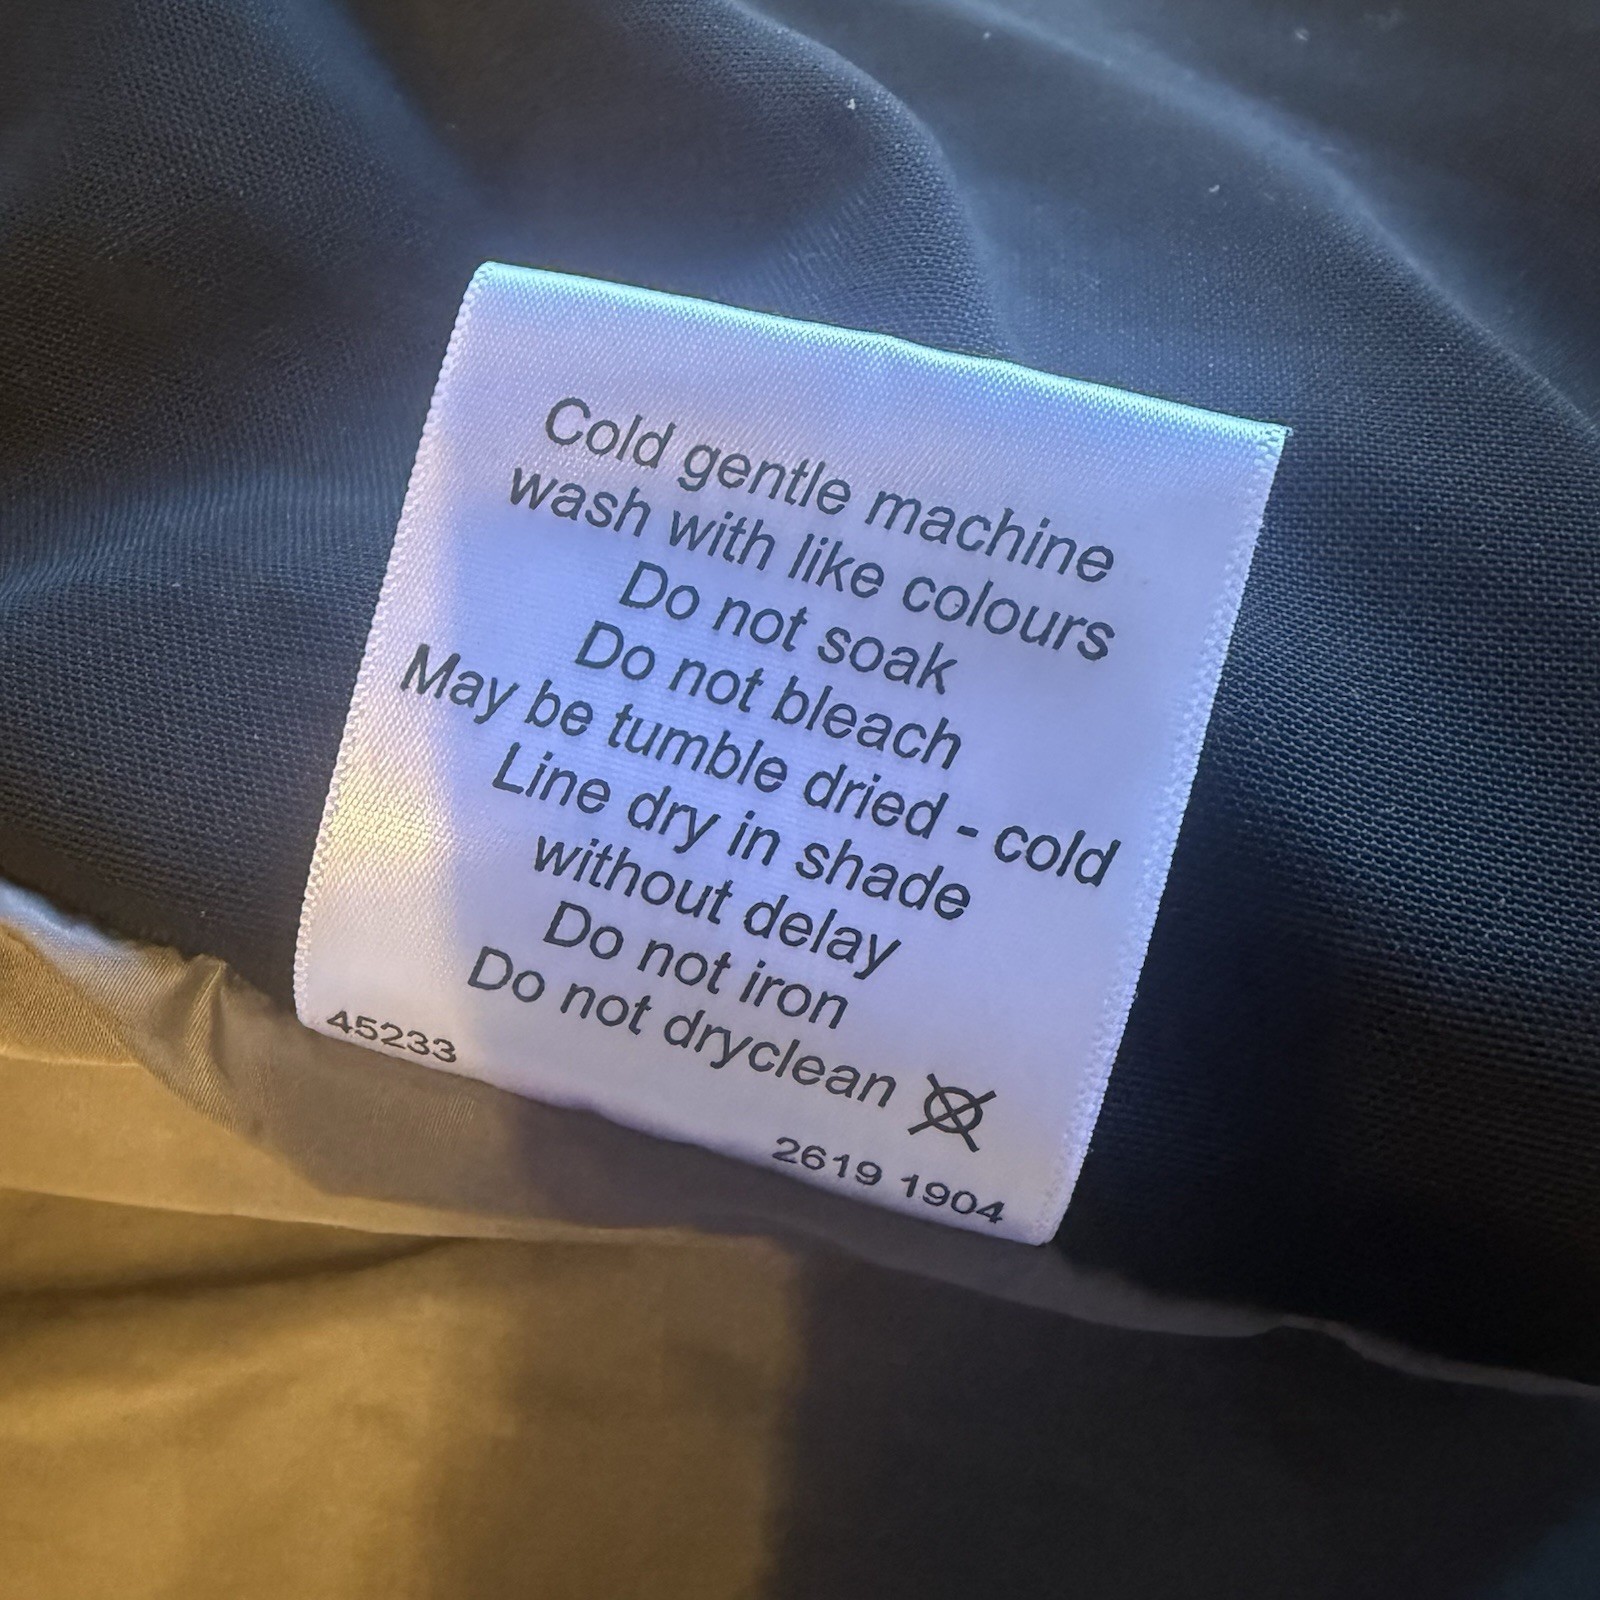 Cold gentle machine
wash with like colours
Do not soak
Do not bleach
May be tumble dried - cold
Line dry in shade
without delay
Do not iron
Do not dryclean
45233
2619 1904